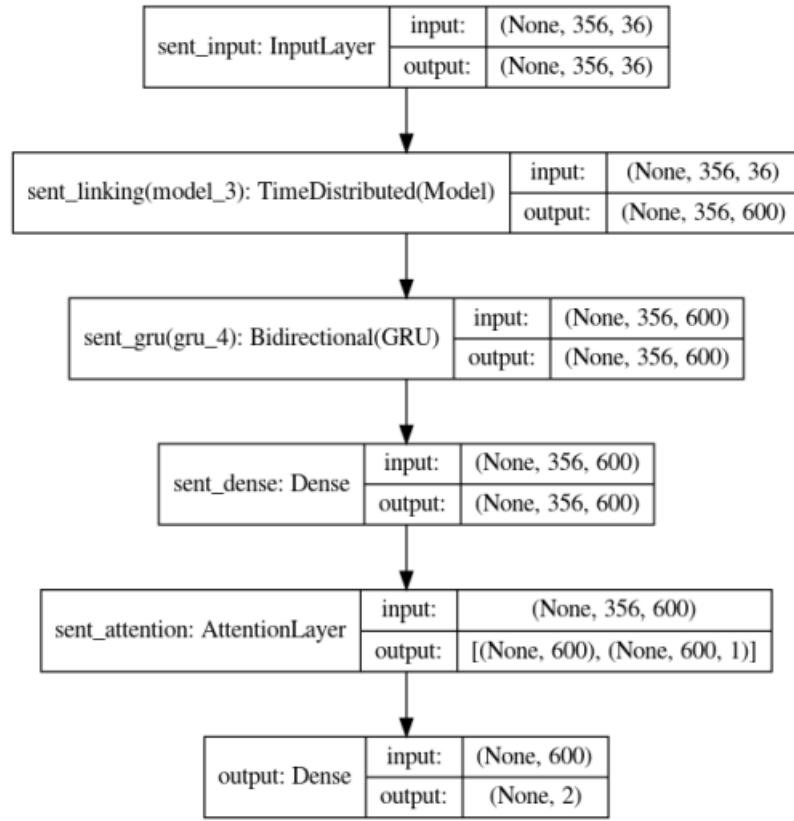 sent_input: InputLayer
input:
(None, 356, 36)
output:
(None, 356, 36)
sent_linking(model_3): TimeDistributed(Model)
input:
(None, 356, 36)
output:
(None, 356, 600)
sent_gru(gru_4): Bidirectional(GRU)
input:
(None, 356, 600)
output:
(None, 356, 600)
sent_dense: Dense
input:
(None, 356, 600)
output:
(None, 356, 600)
sent_attention: AttentionLayer
input:
(None, 356, 600)
output:
[(None, 600), (None, 600, 1)]
output: Dense
input:
(None, 600)
output:
(None, 2)